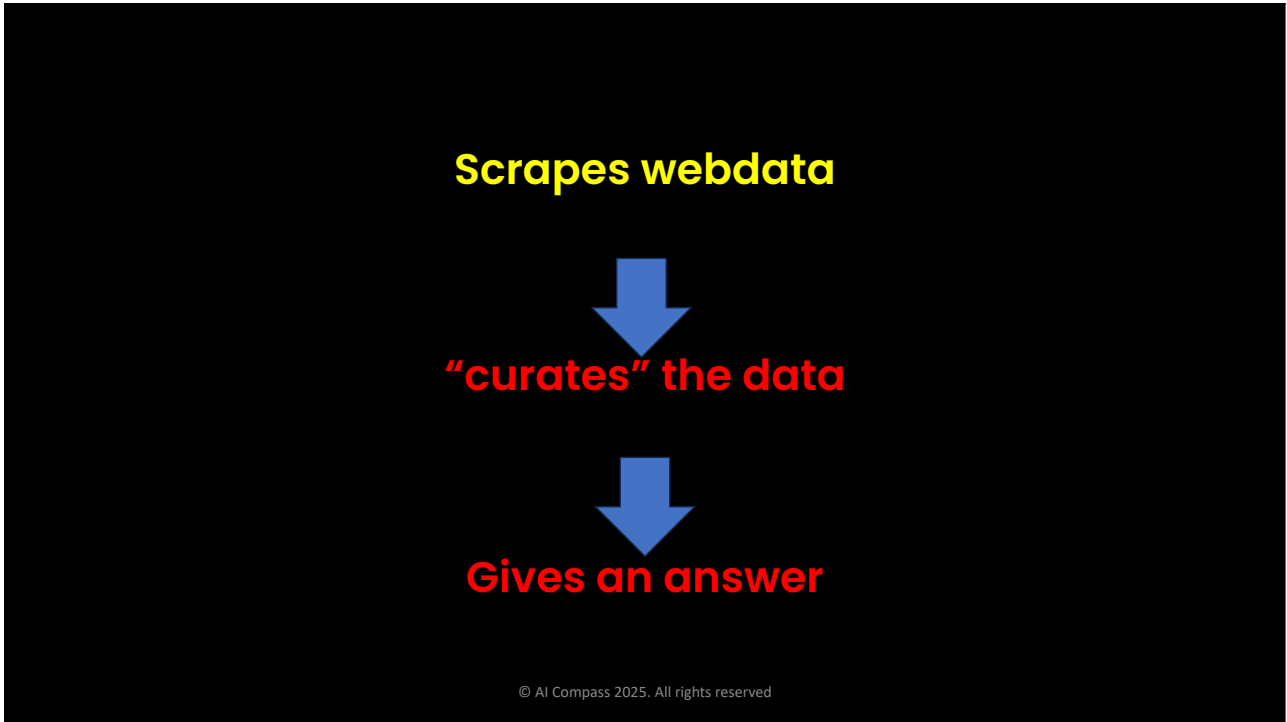 Scrapes webdata
“curates” the data
Gives an answer
© AI Compass 2025. All rights reserved